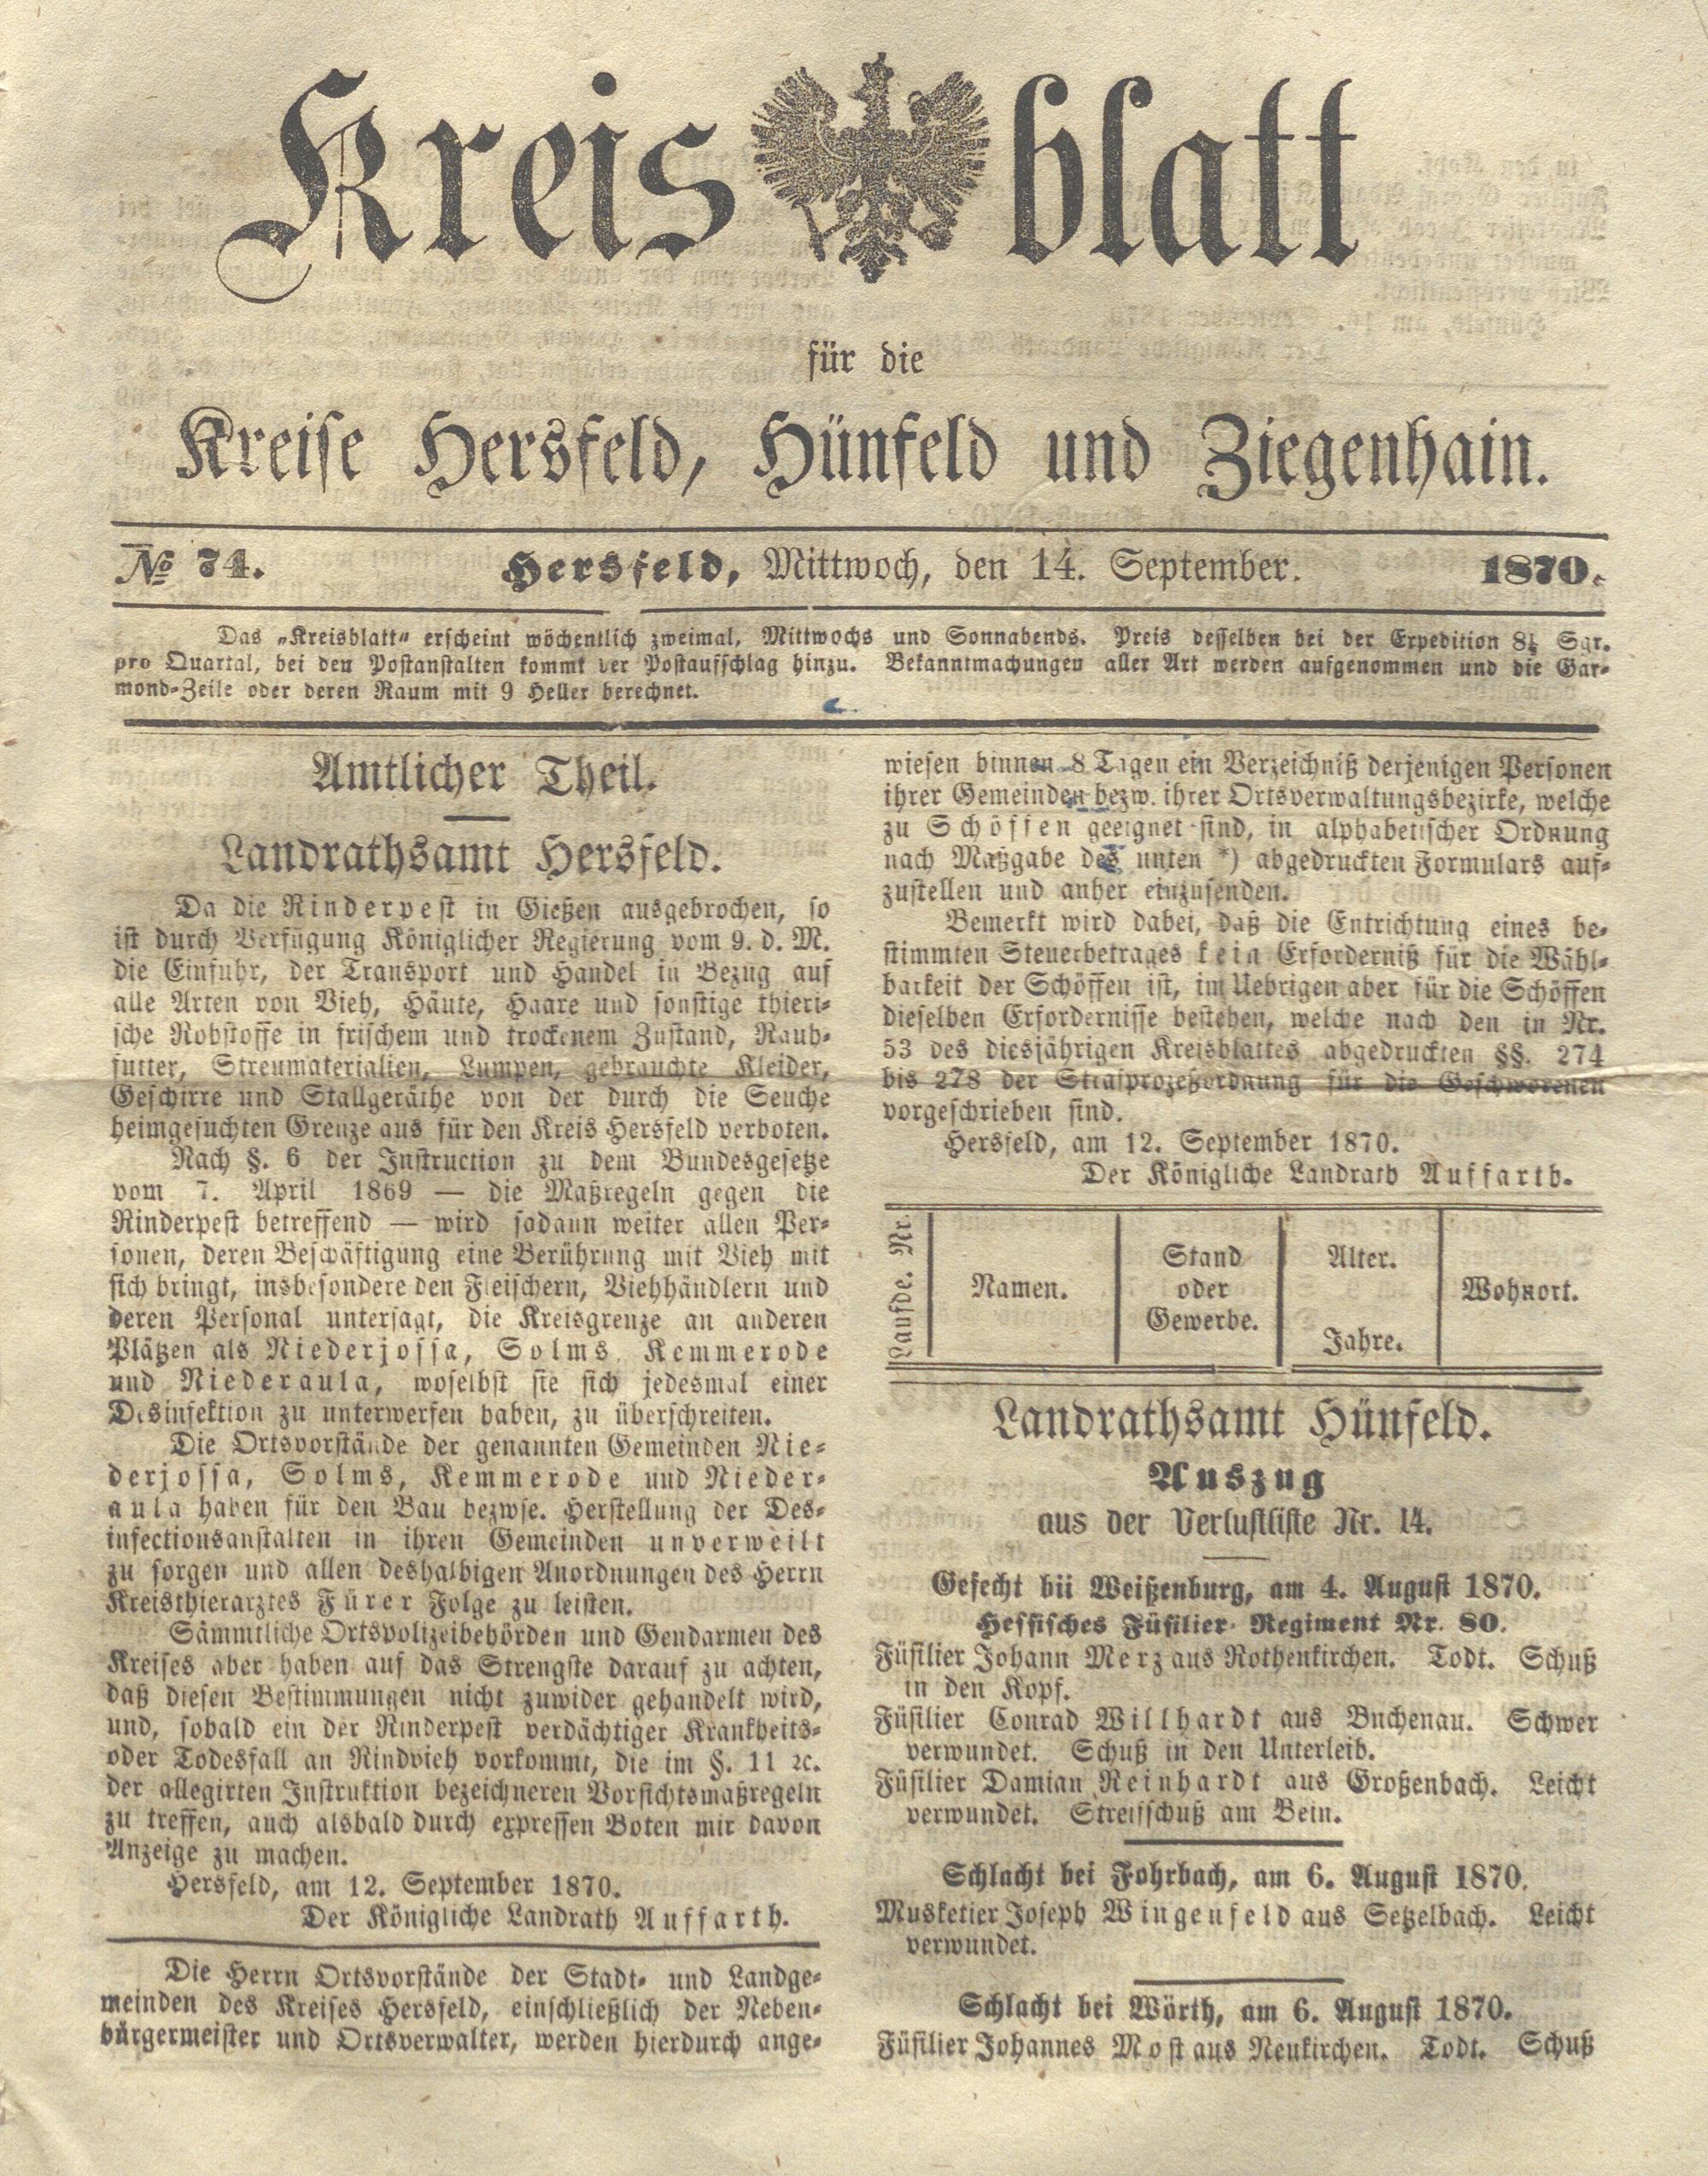 Kreisblatt
für die
Kreise Hersfeld, Hünfeld und Ziegenhain.
№ 74. Hersfeld, Mittwoch, den 14. September. 1870.
Das „Kreisblatt“ erscheint wöchentlich zweimal, Mittwochs und Sonnabends. Preis desselben bei der Expedition 8½ Sgr.
pro Quartal, bei den Postanstalten kommt der Postaufschlag hinzu. Bekanntmachungen aller Art werden aufgenommen und die Gar-
mond-Zeile oder deren Raum mit 9 Heller berechnet.
Amtlicher Theil.
Landrathsamt Hersfeld.
Da die Rinderpest in Gießen ausgebrochen, so
ist durch Verfügung Königlicher Regierung vom 9. d. M.
die Einfuhr, der Transport und Handel in Bezug auf
alle Arten von Vieh, Häute, Haare und sonstige thieri-
sche Rohstoffe in frischem und trockenem Zustand, Rauh-
futter, Streumaterialien, Lumpen, gebrauchte Kleider,
Geschirre und Stallgeräthe von der durch die Seuche
heimgesuchten Grenze aus für den Kreis Hersfeld verboten.
Nach §. 6 der Instruction zu dem Bundesgesetze
vom 7. April 1869 — die Maßregeln gegen die
Rinderpest betreffend — wird sodann weiter allen Per-
sonen, deren Beschäftigung eine Berührung mit Vieh mit
sich bringt, insbesondere den Fleischern, Viehhändlern und
deren Personal untersagt, die Kreisgrenze an anderen
Plätzen als Niederjossa, Solms, Kemmerode
und Niederaula, woselbst sie sich jedesmal einer
Desinfektion zu unterwerfen haben, zu überschreiten.
Die Ortsvorstände der genannten Gemeinden Nie-
derjossa, Solms, Kemmerode und Nieder-
aula haben für den Bau bezwse. Herstellung der Des-
infectionsanstalten in ihren Gemeinden unverweilt
zu sorgen und allen deshalbigen Anordnungen des Herrn
Kreisthierarztes Fürer Folge zu leisten.
Sämmtliche Ortspolizeibehörden und Gendarmen des
Kreises aber haben auf das Strengste darauf zu achten,
daß diesen Bestimmungen nicht zuwider gehandelt wird,
und, sobald ein der Rinderpest verdächtiger Krankheits-
oder Todesfall an Rindvieh vorkommt, die im §. 11 ꝛc.
der allegirten Instruktion bezeichneren Vorsichtsmaßregeln
zu treffen, auch alsbald durch expressen Boten mir davon
Anzeige zu machen.
Hersfeld, am 12. September 1870.
Der Königliche Landrath Auffarth.
Die Herrn Ortsvorstände der Stadt- und Landge-
meinden des Kreises Hersfeld, einschließlich der Neben-
bürgermeister und Ortsverwalter, werden hierdurch ange-
wiesen binnen 8 Tagen ein Verzeichniß derjenigen Personen
ihrer Gemeinden bezw. ihrer Ortsverwaltungsbezirke, welche
zu Schöffen geeignet sind, in alphabetischer Ordnung
nach Maßgabe des unten *) abgedruckten Formulars auf-
zustellen und anher einzusenden.
Bemerkt wird dabei, daß die Entrichtung eines be-
stimmten Steuerbetrages kein Erforderniß für die Wähl-
barkeit der Schöffen ist, im Uebrigen aber für die Schöffen
dieselben Erfordernisse bestehen, welche nach den in Nr.
53 des diesjährigen Kreisblattes abgedruckten §§. 274
bis 278 der Strafprozeßordnung für die Geschworenen
vorgeschrieben sind.
Hersfeld, am 12. September 1870.
Der Königliche Landrath Auffarth.
Laufde. Nr.
Namen.
Stand
oder
Gewerbe.
Alter.
Jahre.
Wohnort.
Landrathsamt Hünfeld.
Auszug
aus der Verlustliste Nr. 14.
Gefecht bii Weißenburg, am 4. August 1870.
Hessisches Füsilier-Regiment Nr. 80.
Füsilier Johann Merz aus Rothenkirchen. Todt. Schuß
in den Kopf.
Füsilier Conrad Willhardt aus Buchenau. Schwer
verwundet. Schuß in den Unterleib.
Füsilier Damian Reinhardt aus Großenbach. Leicht
verwundet. Streifschuß am Bein.
Schlacht bei Fohrbach, am 6. August 1870.
Musketier Joseph Wingenfeld aus Setzelbach. Leicht
verwundet.
Schlacht bei Wörth, am 6. August 1870.
Füsilier Johannes Most aus Neukirchen. Todt. Schuß